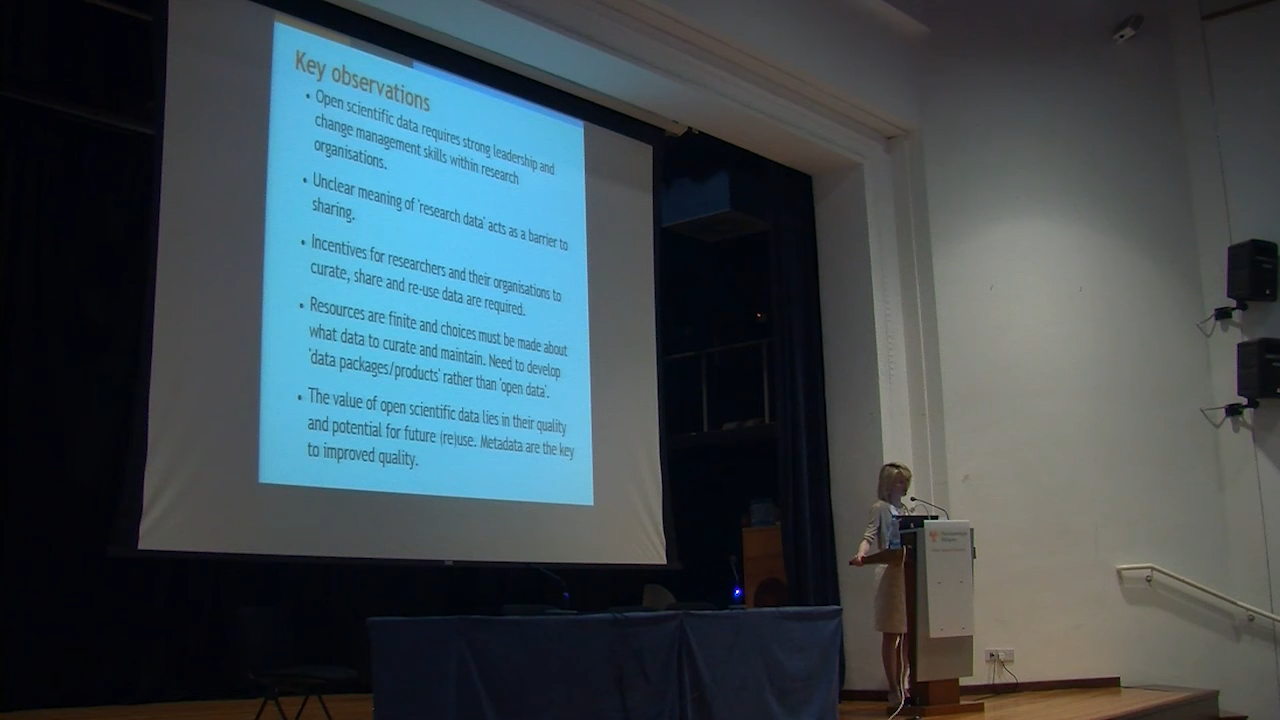 Key observations
• Open scientific data requires strong leadership and
change management skills within research
organisations.
• Unclear meaning of 'research data' acts as a barrier to
sharing.
• Incentives for researchers and their organisations to
curate, share and re-use data are required.
• Resources are finite and choices must be made about
what data to curate and maintain. Need to develop
'data packages/products' rather than 'open data'.
• The value of open scientific data lies in their quality
and potential for future (re)use. Metadata are the key
to improved quality.